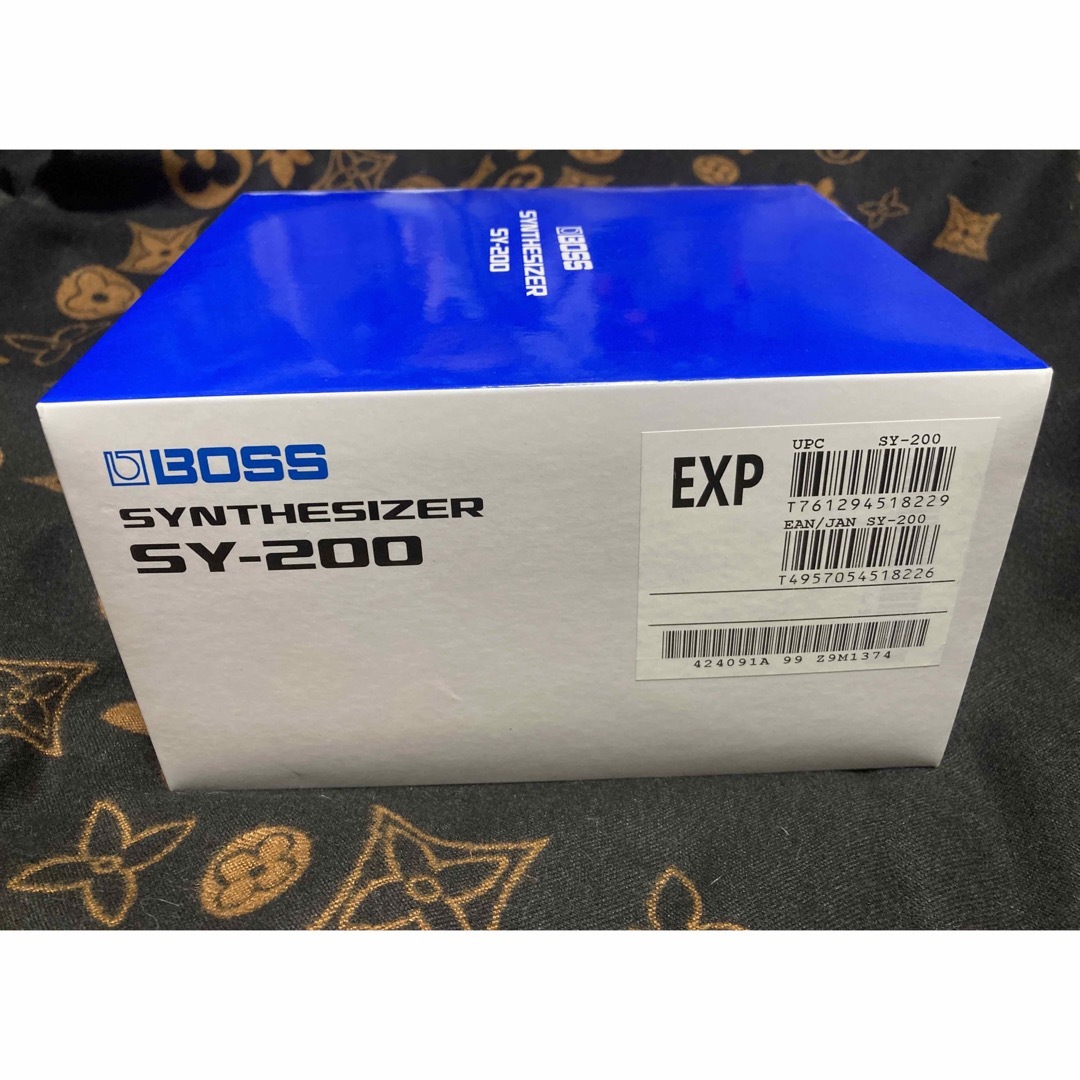 BOSS
SYNTHESIZER
SY-200
BOSS
SYNTHESIZER
SY-200
EXP
UPC SY-200
T761294518229
EAN/JAN SY-200
T4957054518226
424091A 99 Z9M1374